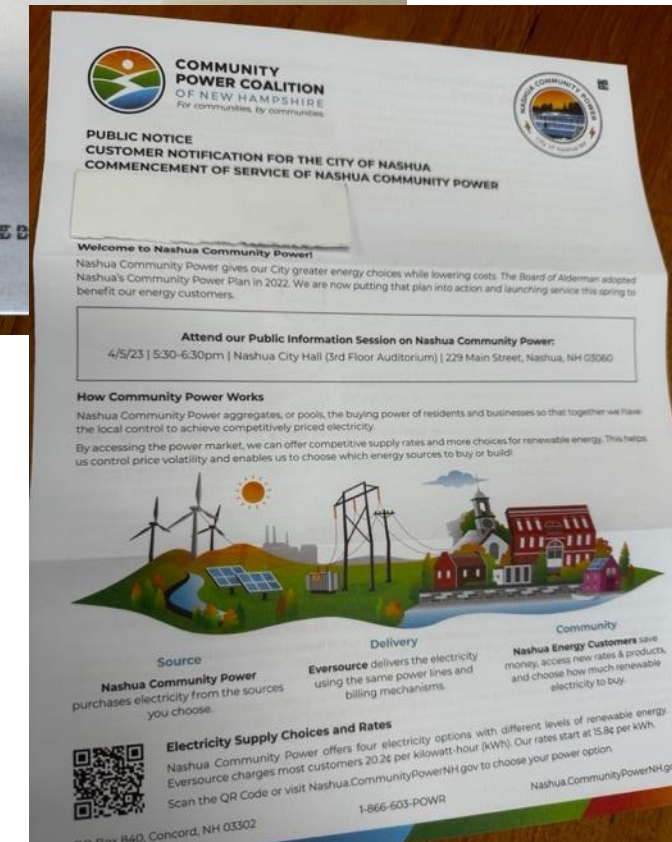 COMMUNITY
POWER COALITION
OF NEW HAMPSHIRE
For communities, by communities.
NASHUA COMMUNITY POWER
City of Nashua NH
PUBLIC NOTICE
CUSTOMER NOTIFICATION FOR THE CITY OF NASHUA
COMMENCEMENT OF SERVICE OF NASHUA COMMUNITY POWER
Welcome to Nashua Community Power!
Nashua Community Power gives our City greater energy choices while lowering costs. The Board of Alderman adopted
Nashua's Community Power Plan in 2022. We are now putting that plan into action and launching service this spring to
benefit our energy customers.
Attend our Public Information Session on Nashua Community Power:
4/5/23 | 5:30-6:30pm | Nashua City Hall (3rd Floor Auditorium) | 229 Main Street, Nashua, NH 03060
How Community Power Works
Nashua Community Power aggregates, or pools, the buying power of residents and businesses so that together we have
the local control to achieve competitively priced electricity.
By accessing the power market, we can offer competitive supply rates and more choices for renewable energy. This helps
us control price volatility and enables us to choose which energy sources to buy or build!
Source
Nashua Community Power
purchases electricity from the sources
you choose.
Delivery
Eversource delivers the electricity
using the same power lines and
billing mechanisms.
Community
Nashua Energy Customers save
money, access new rates & products,
and choose how much renewable
electricity to buy.
Electricity Supply Choices and Rates
Nashua Community Power offers four electricity options with different levels of renewable energy.
Eversource charges most customers 20.2¢ per kilowatt-hour (kWh). Our rates start at 15.8¢ per kWh.
Scan the QR Code or visit Nashua.CommunityPowerNH.gov to choose your power option.
Box 840, Concord, NH 03302
1-866-603-POWR
Nashua.CommunityPowerNH.go